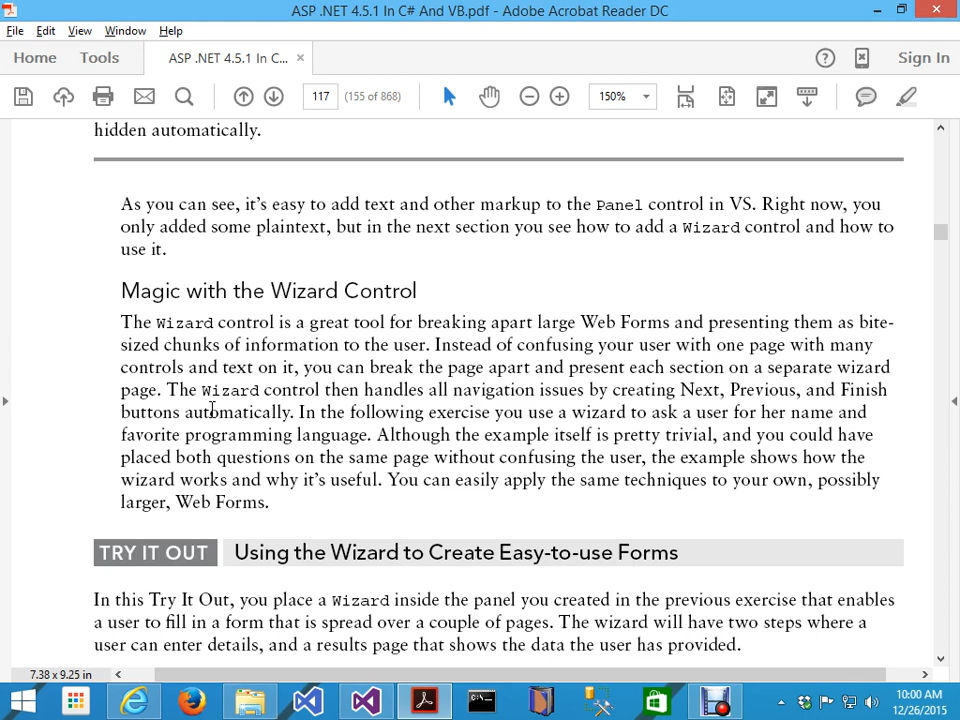 ASP .NET 4.5.1 In C# And VB.pdf - Adobe Acrobat Reader DC
File Edit View Window Help
Home Tools ASP .NET 4.5.1 In C... × Sign In
117 (155 of 868) 150%
hidden automatically.
As you can see, it's easy to add text and other markup to the Panel control in VS. Right now, you
only added some plaintext, but in the next section you see how to add a Wizard control and how to
use it.
Magic with the Wizard Control
The Wizard control is a great tool for breaking apart large Web Forms and presenting them as bite-
sized chunks of information to the user. Instead of confusing your user with one page with many
controls and text on it, you can break the page apart and present each section on a separate wizard
page. The Wizard control then handles all navigation issues by creating Next, Previous, and Finish
buttons automatically. In the following exercise you use a wizard to ask a user for her name and
favorite programming language. Although the example itself is pretty trivial, and you could have
placed both questions on the same page without confusing the user, the example shows how the
wizard works and why it's useful. You can easily apply the same techniques to your own, possibly
larger, Web Forms.
TRY IT OUT Using the Wizard to Create Easy-to-use Forms
In this Try It Out, you place a Wizard inside the panel you created in the previous exercise that enables
a user to fill in a form that is spread over a couple of pages. The wizard will have two steps where a
user can enter details, and a results page that shows the data the user has provided.
7.38 x 9.25 in
10:00 AM
12/26/2015